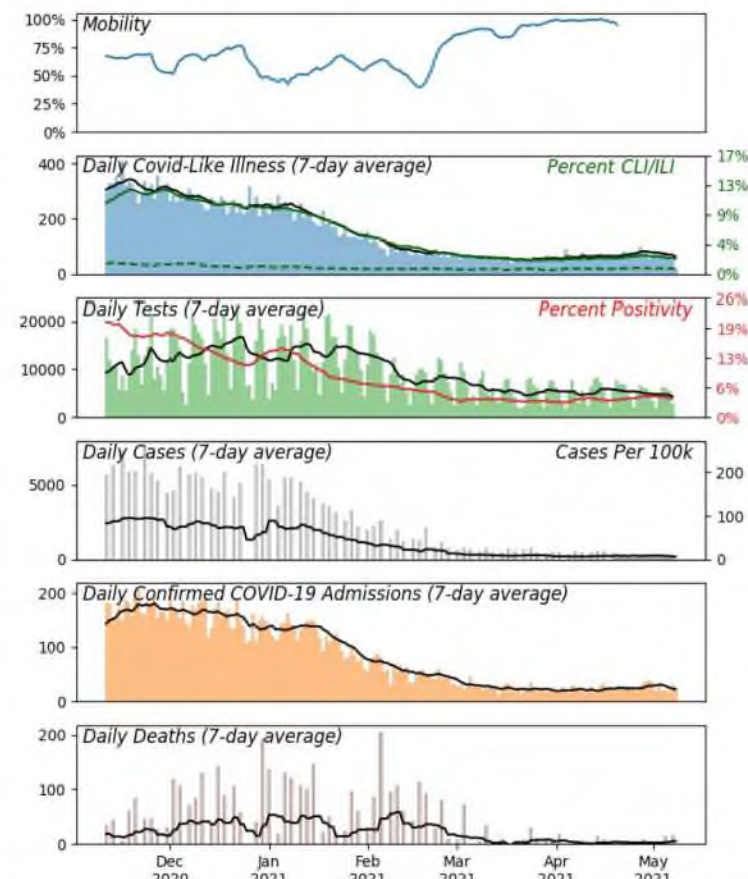 100%
Mobility
75%
50%
25%
0%
17%
400
Daily Covid-Like Illness (7-day average)
Percent CLI/ILI
13%
200
9%
4%
0
0%
26%
20000
Daily Tests (7-day average)
Percent Positivity
19%
10000
13%
6%
0
0%
Daily Cases (7-day average)
Cases Per 100k
200
5000
100
0
0
200
Daily Confirmed COVID-19 Admissions (7-day average)
100
0
200
Daily Deaths (7-day average)
100
0
Dec
Jan
Feb
Mar
Apr
May
2020
2021
2021
2021
2021
2021